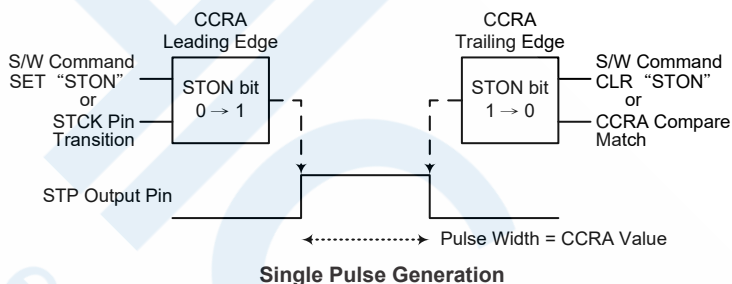 CCRA
Leading Edge
CCRA
Trailing Edge
S/W Command
SET “STON”
or
STCK Pin
Transition
STON bit
0 → 1
STON bit
1 → 0
S/W Command
CLR “STON”
or
CCRA Compare
Match
STP Output Pin
Pulse Width = CCRA Value
Single Pulse Generation